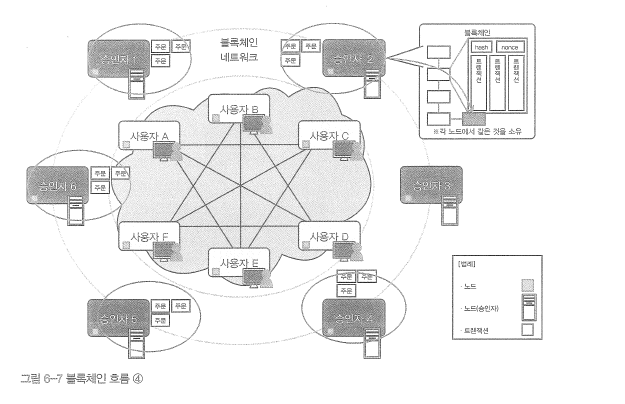 승인자 1
주문
주문
주문
블록체인
네트워크
주문
주문
주문
승인자 2
블록체인
hash
nonce
트랜잭션
트랜잭션
트랜잭션
※각 노드에서 같은 것을 소유
사용자 A
사용자 B
사용자 C
승인자 6
주문
주문
주문
승인자 3
사용자 F
사용자 E
사용자 D
[범례]
· 노드
· 노드(승인자)
· 트랜잭션
승인자 5
주문
주문
주문
주문
주문
주문
승인자 4
그림 6-7 블록체인 흐름 ④